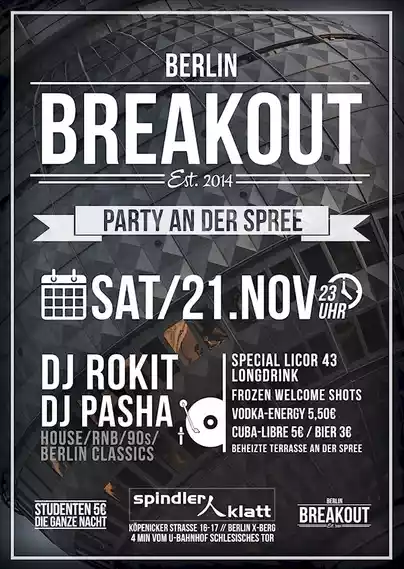 BERLIN
BREAKOUT
Est. 2014
PARTY AN DER SPREE
SAT/21.NOV
23
UHR
DJ ROKIT
DJ PASHA
HOUSE/RNB/90s/
BERLIN CLASSICS
SPECIAL LICOR 43
LONGDRINK
FROZEN WELCOME SHOTS
VODKA-ENERGY 5,50€
CUBA-LIBRE 5€ / BIER 3€
BEHEIZTE TERRASSE AN DER SPREE
STUDENTEN 5€
DIE GANZE NACHT
spindler klatt
KÖPENICKER STRASSE 16-17 // BERLIN X-BERG
4 MIN VOM U-BAHNHOF SCHLESISCHES TOR
BERLIN
BREAKOUT